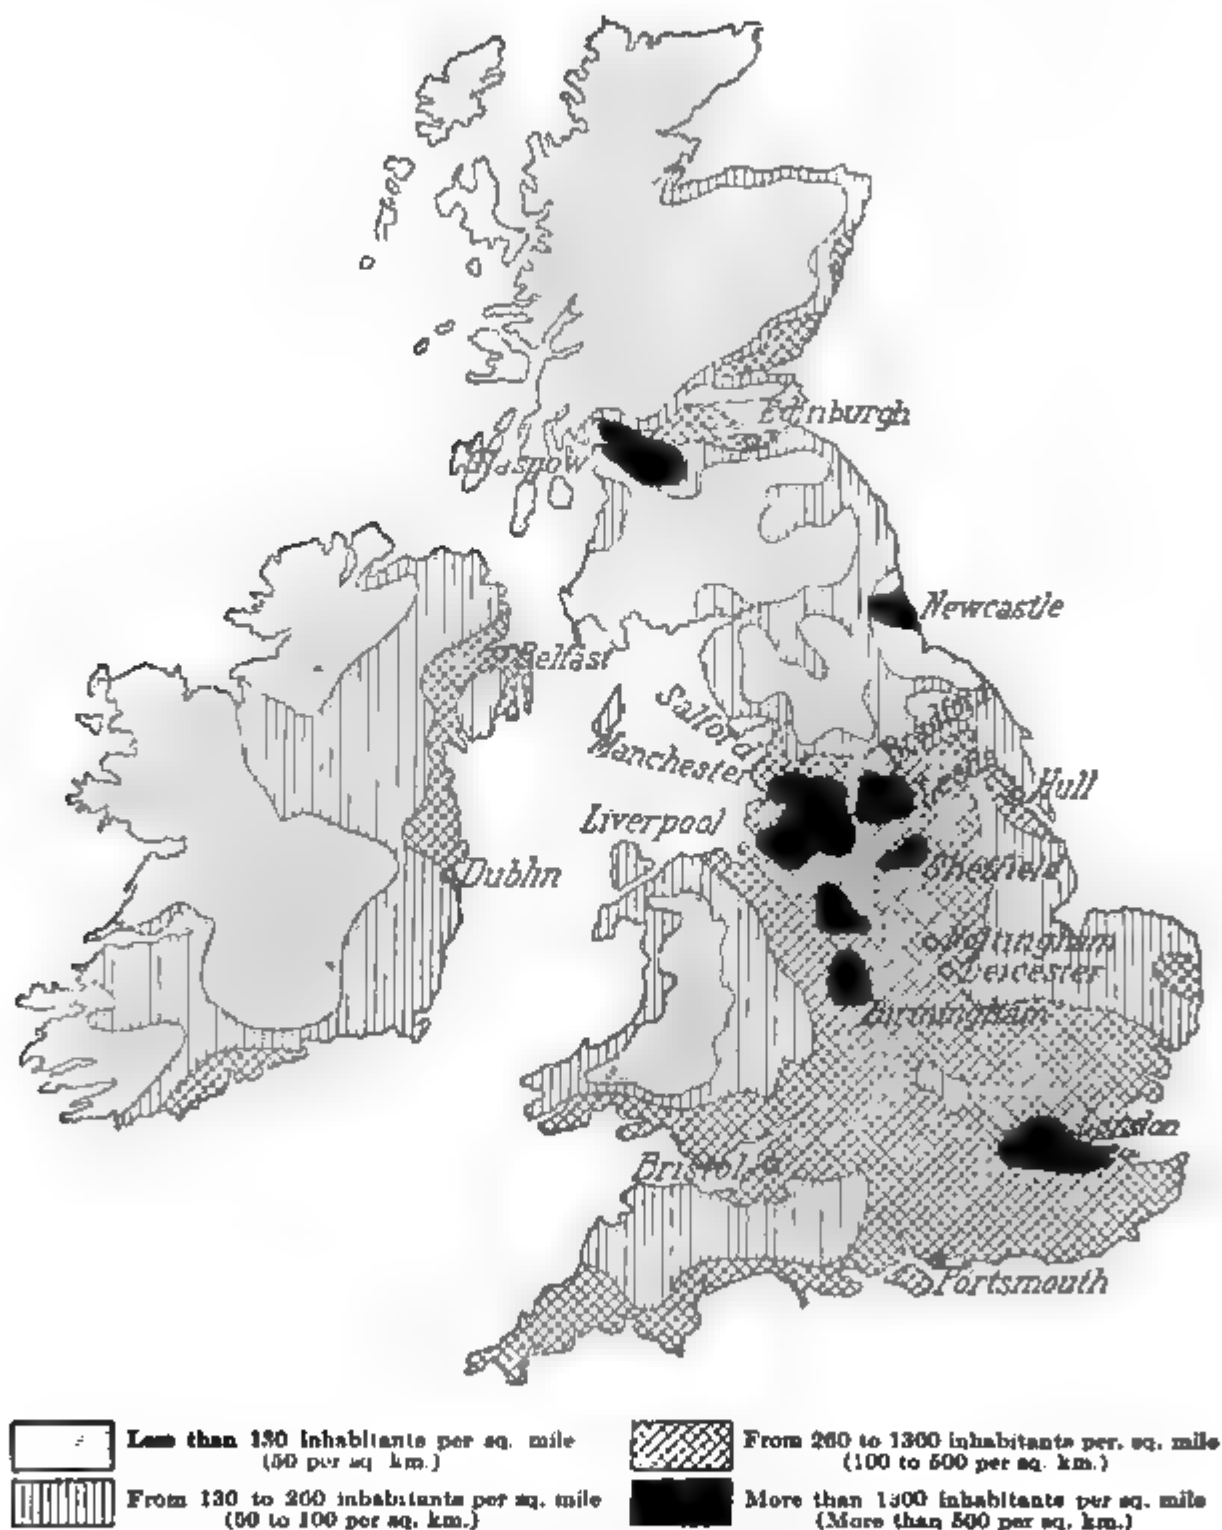 Edinburgh
Glasgow
Newcastle
Belfast
Salford
Bradford
Manchester
Hull
Liverpool
Sheffield
Dublin
Nottingham
Leicester
Birmingham
London
Bristol
Portsmouth
Less than 130 inhabitants per sq. mile
(50 per sq. km.)
From 260 to 1300 inhabitants per. sq. mile
(100 to 500 per sq. km.)
From 130 to 260 inhabitants per sq. mile
(50 to 100 per sq. km.)
More than 1300 inhabitants per sq. mile
(More than 500 per sq. km.)